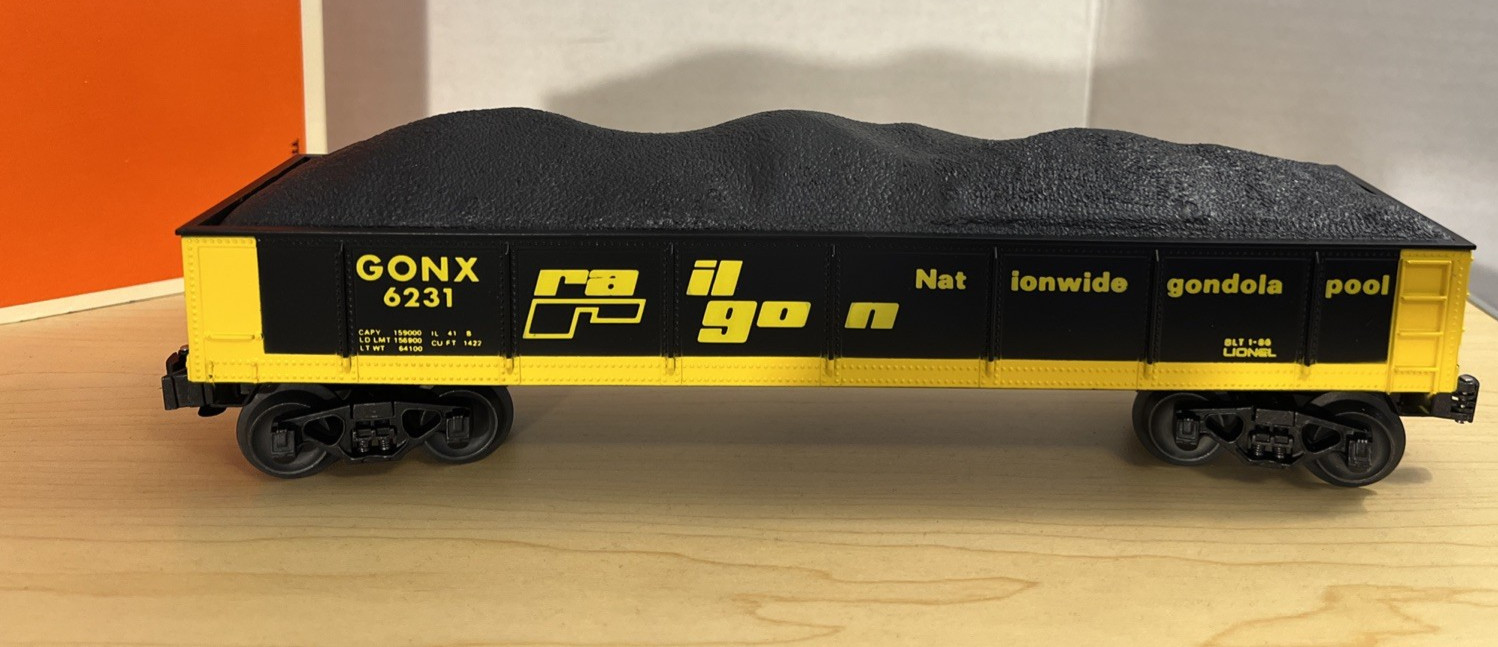 GONX
6231
CAPY 159000 IL 41 8
LD LMT 156900 CU FT 1422
LT WT 64100
ra il
go n
Nat ionwide gondola pool
BLT 1-86
LIONEL